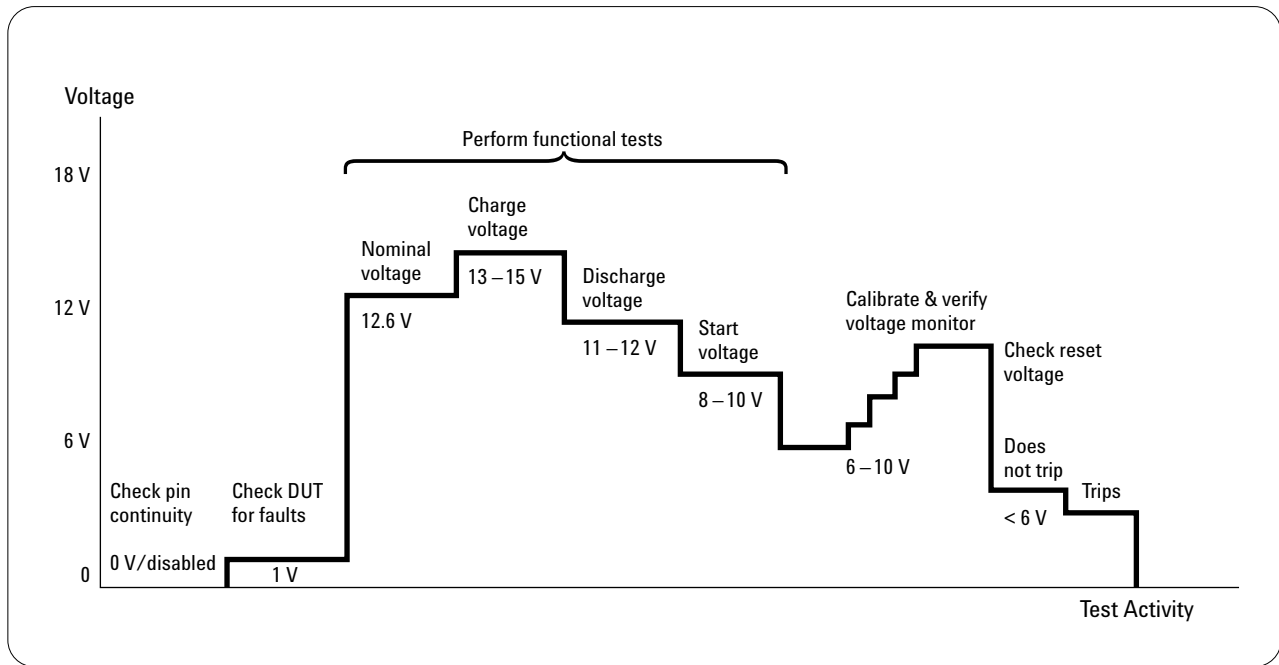 Voltage
Perform functional tests
18 V
12 V
6 V
0
Check pin
continuity
0 V/disabled
Check DUT
for faults
1 V
Nominal
voltage
12.6 V
Charge
voltage
13 – 15 V
Discharge
voltage
11 – 12 V
Start
voltage
8 – 10 V
Calibrate & verify
voltage monitor
6 – 10 V
Check reset
voltage
Does
not trip
< 6 V
Trips
Test Activity